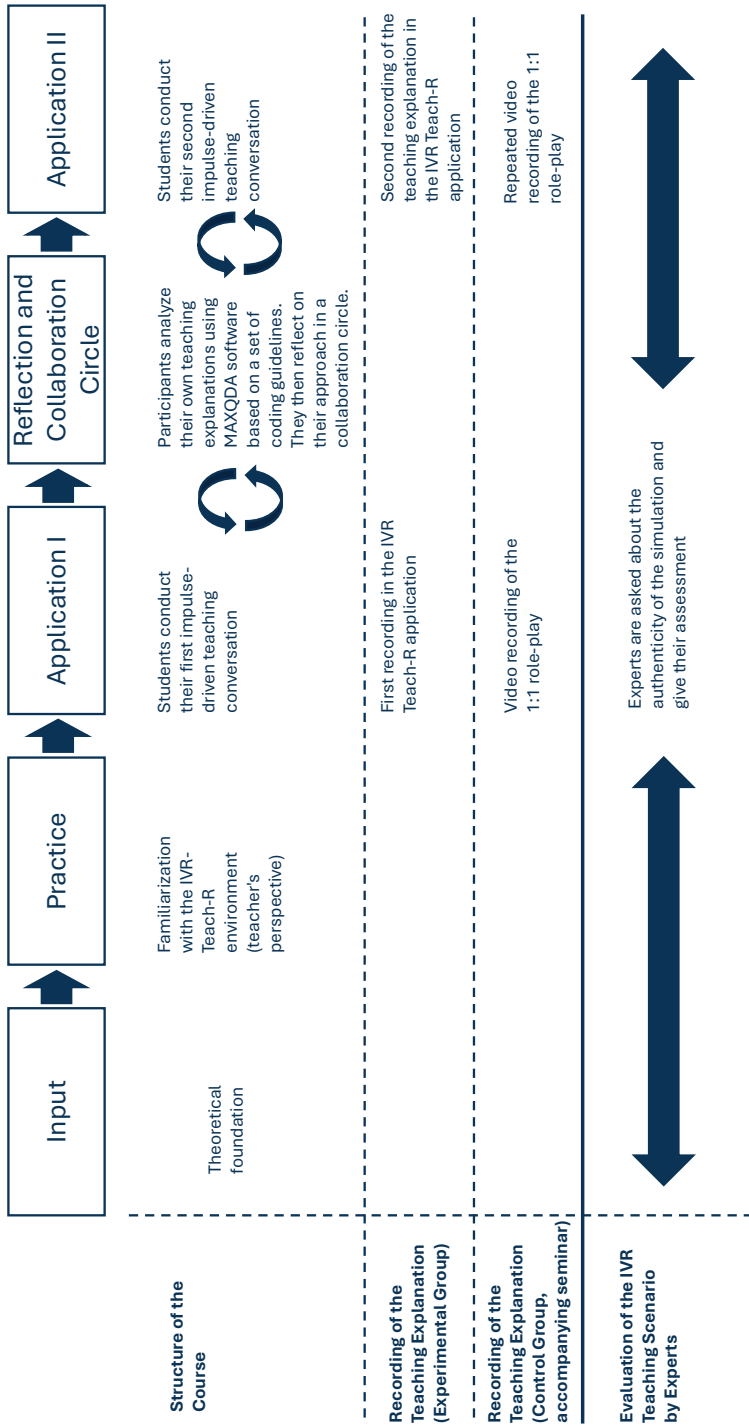 Input
Practice
Application I
Reflection and
Collaboration
Circle
Application II
Structure of the
Course
Theoretical
foundation
Familiarization
with the IVR-
Teach-R
environment
(teacher's
perspective)
Students conduct
their first impulse-
driven teaching
conversation
Participants analyze
their own teaching
explanations using
MAXQDA software
based on a set of
coding guidelines.
They then reflect on
their approach in a
collaboration circle.
Students conduct
their second
impulse-driven
teaching
conversation
Recording of the
Teaching Explanation
(Experimental Group)
First recording in the IVR
Teach-R application
Second recording of the
teaching explanation in
the IVR Teach-R
application
Recording of the
Teaching Explanation
(Control Group,
accompanying seminar)
Video recording of the
1:1 role-play
Repeated video
recording of the 1:1
role-play
Evaluation of the IVR
Teaching Scenario
by Experts
Experts are asked about the
authenticity of the simulation and
give their assessment